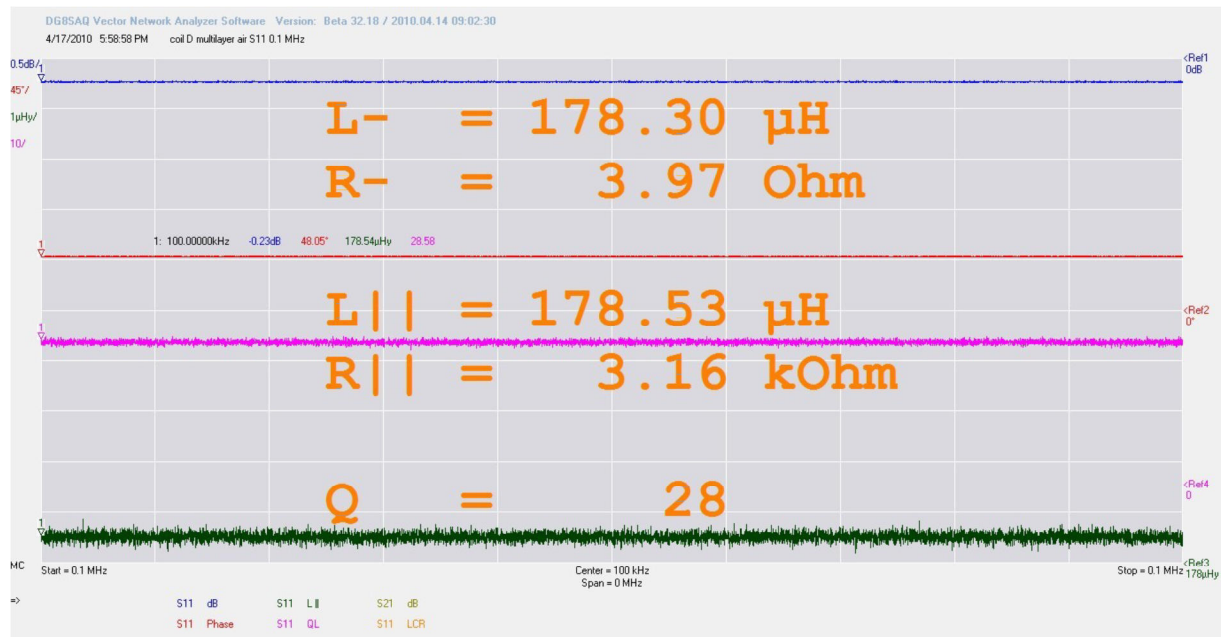 DG8SAQ Vector Network Analyzer Software Version: Beta 32.18 / 2010.04.14 09:02:30
4/17/2010 5:58:58 PM coil D multilayer air S11 0.1 MHz
0.5dB/
1
<Ref1
0dB
45°/
1µHy/
10/
L- = 178.30 µH
R- = 3.97 Ohm
1
1: 100.00000kHz -0.23dB 48.05° 178.54µHy 28.58
L|| = 178.53 µH
<Ref2
0°
1
R|| = 3.16 kOhm
Q = 28
<Ref4
0
1
MC
Start = 0.1 MHz Center = 100 kHz Stop = 0.1 MHz
Span = 0 MHz
<Ref3
178µHy
=>
S11 dB S11 L|| S21 dB
S11 Phase S11 QL S11 LCR